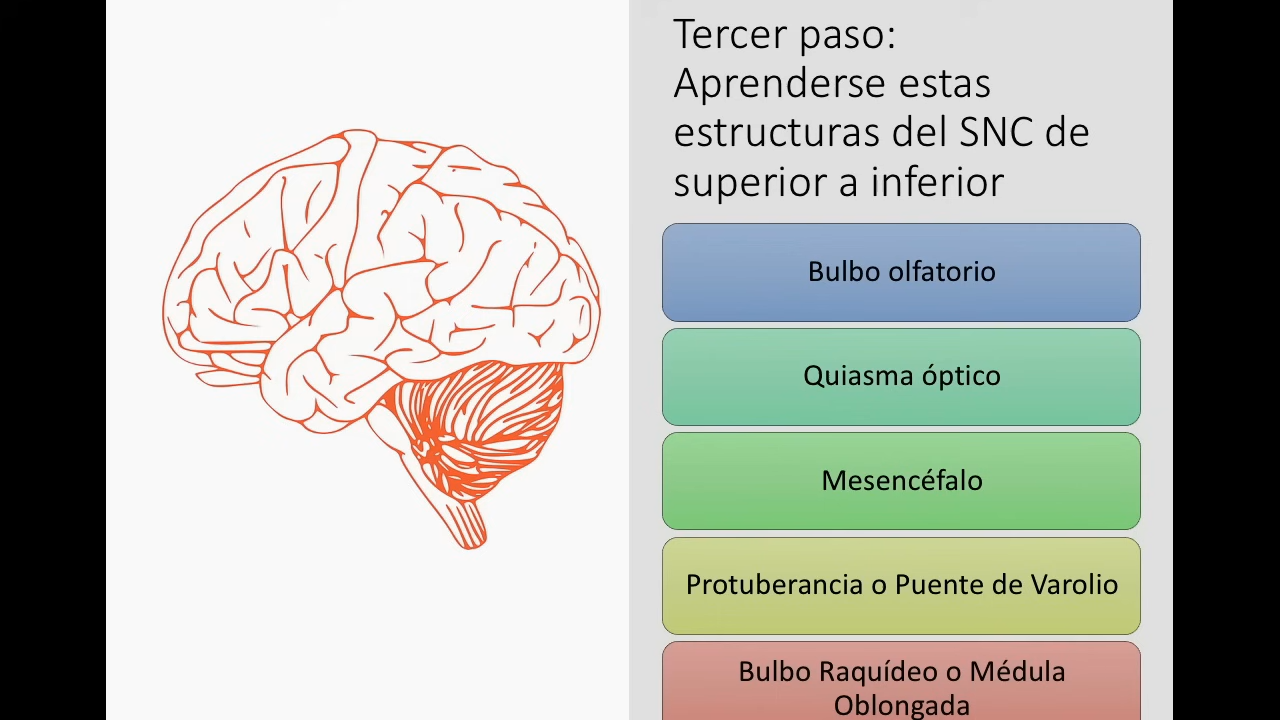 Tercer paso:
Aprenderse estas
estructuras del SNC de
superior a inferior
Bulbo olfatorio
Quiasma óptico
Mesencéfalo
Protuberancia o Puente de Varolio
Bulbo Raquídeo o Médula
Oblongada